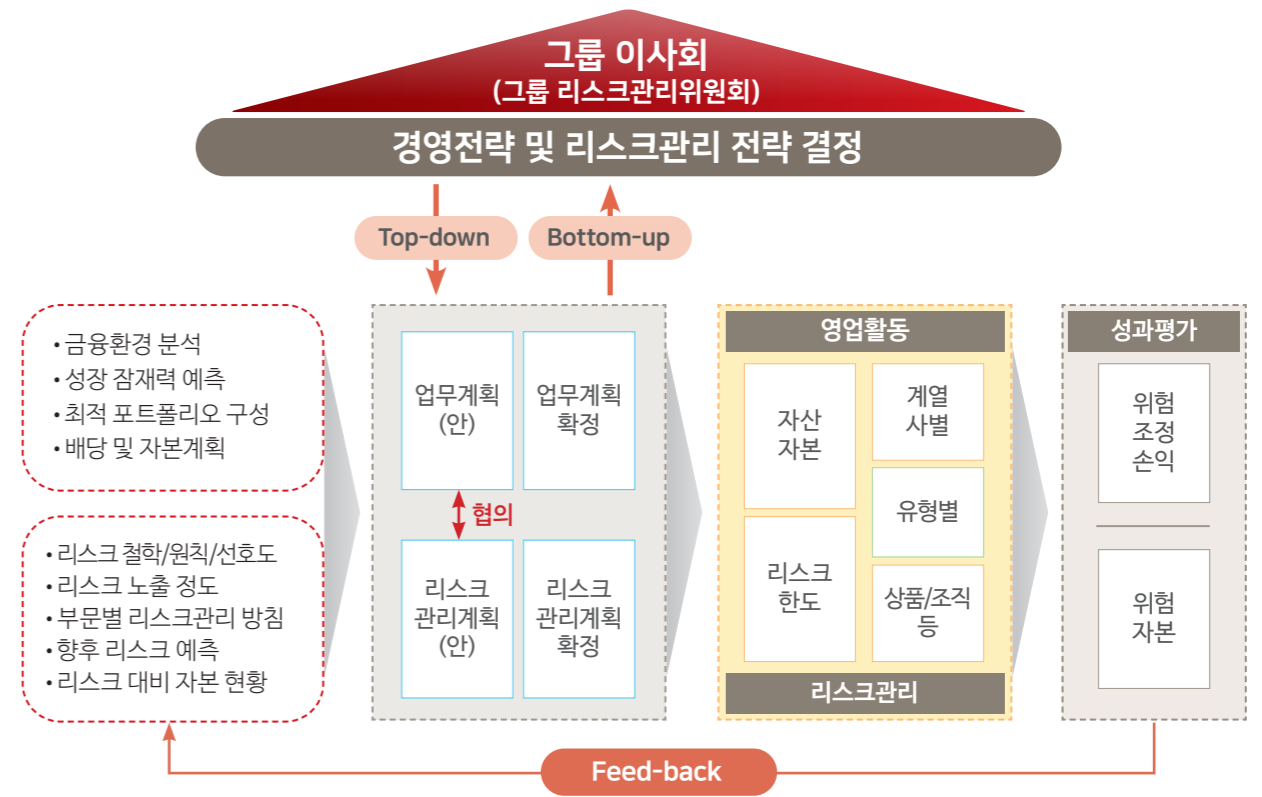 그룹 이사회
(그룹 리스크관리위원회)
경영전략 및 리스크관리 전략 결정
Top-down
Bottom-up
• 금융환경 분석
• 성장 잠재력 예측
• 최적 포트폴리오 구성
• 배당 및 자본계획
• 리스크 철학/원칙/선호도
• 리스크 노출 정도
• 부문별 리스크관리 방침
• 향후 리스크 예측
• 리스크 대비 자본 현황
업무계획
(안)
업무계획
확정
협의
리스크
관리계획
(안)
리스크
관리계획
확정
영업활동
자산
자본
리스크
한도
계열
사별
유형별
상품/조직
등
리스크관리
성과평가
위험
조정
손익
위험
자본
Feed-back